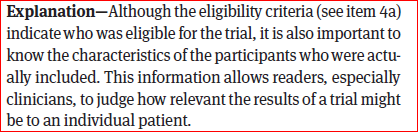 Explanation—Although the eligibility criteria (see item 4a)
indicate who was eligible for the trial, it is also important to
know the characteristics of the participants who were actu-
ally included. This information allows readers, especially
clinicians, to judge how relevant the results of a trial might
be to an individual patient.